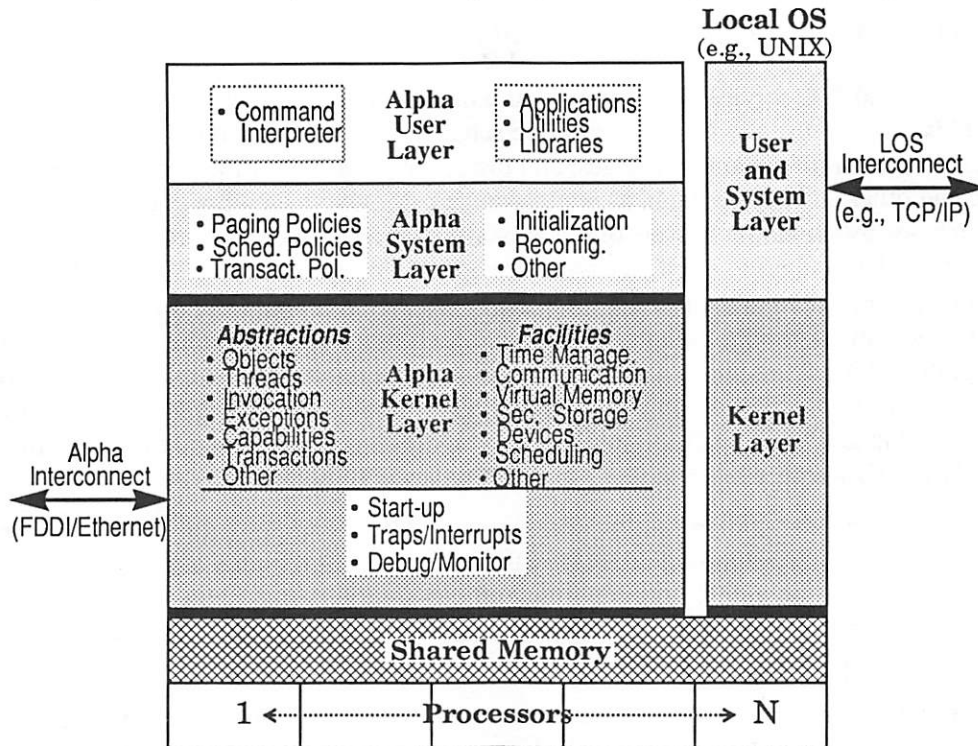 Local OS
(e.g., UNIX)
• Command
Interpreter
Alpha
User
Layer
• Applications
• Utilities
• Libraries
User
and
System
Layer
LOS
Interconnect
(e.g., TCP/IP)
• Paging Policies
• Sched. Policies
• Transact. Pol.
Alpha
System
Layer
• Initialization
• Reconfig.
• Other
Abstractions
• Objects
• Threads
• Invocation
• Exceptions
• Capabilities
• Transactions
• Other
Alpha
Kernel
Layer
Facilities
• Time Manage.
• Communication
• Virtual Memory
• Sec, Storage
• Devices
• Scheduling
• Other
Kernel
Layer
Alpha
Interconnect
(FDDI/Ethernet)
• Start-up
• Traps/Interrupts
• Debug/Monitor
Shared Memory
1 Processors N